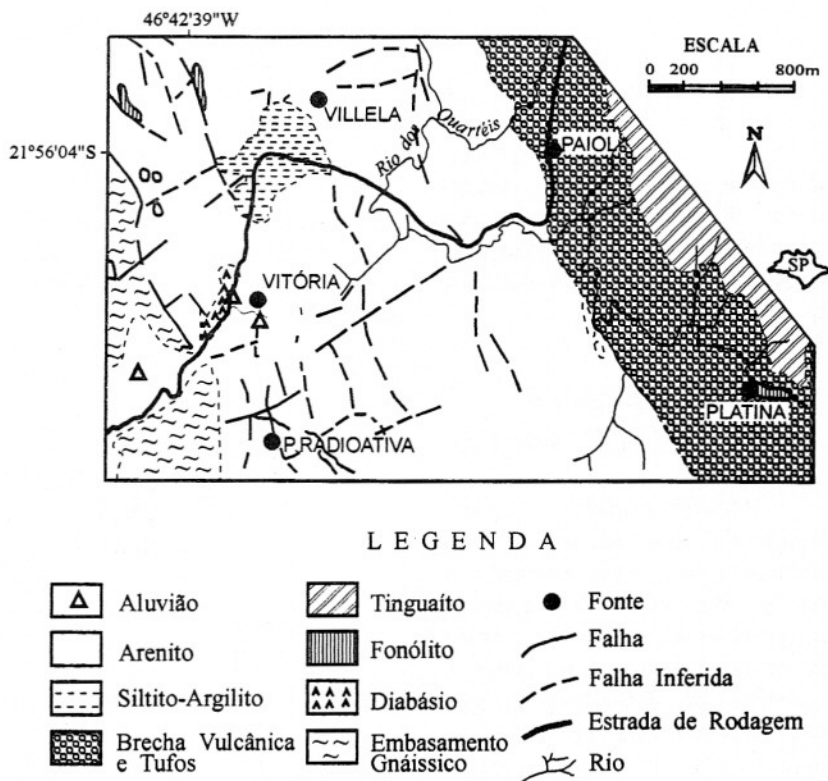 46°42'39"W
ESCALA
0 200 800m
VILLELA
Rio dos Quartéis
PAIOL
21°56'04"S
N
SP
VITÓRIA
PLATINA
P.RADIOATIVA
LEGENDA
Aluvião
Tinguaíto
Fonte
Arenito
Fonólito
Falha
Siltito-Argilito
Diabásio
Falha Inferida
Brecha Vulcânica
e Tufos
Embasamento
Gnáissico
Estrada de Rodagem
Rio